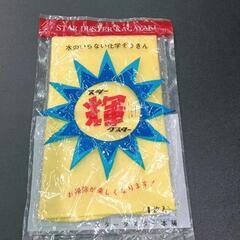 STAR DUSTER KAGAYAKI
水のいらない化学ぞうきん
スター
輝
ダスター
お掃除が楽しくなります!